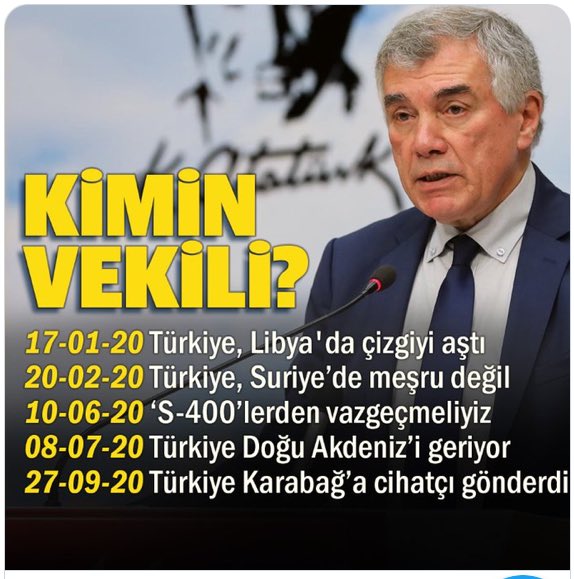 K. Atatürk
KİMİN
VEKİLİ?
17-01-20 Türkiye, Libya'da çizgiyi aştı
20-02-20 Türkiye, Suriye’de meşru değil
10-06-20 ‘S-400’lerden vazgeçmeliyiz
08-07-20 Türkiye Doğu Akdeniz’i geriyor
27-09-20 Türkiye Karabağ’a cihatçı gönderdi